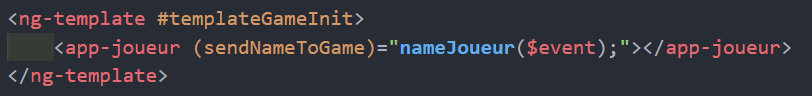 <ng-template #templateGameInit>
    <app-joueur (sendNameToGame)="nameJoueur($event);"></app-joueur>
</ng-template>